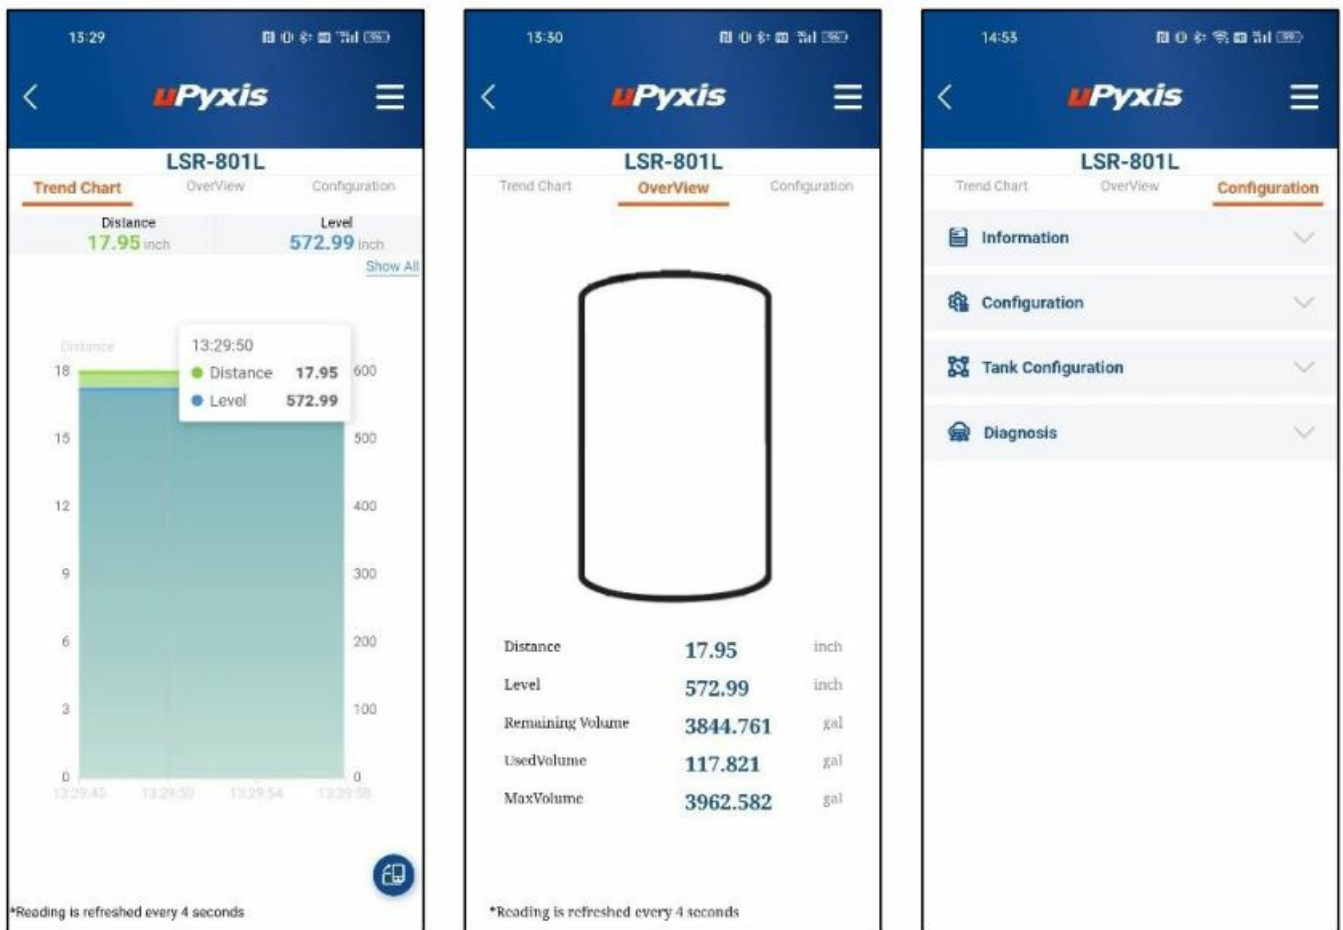 13:29
uPyxis
LSR-801L
Trend Chart OverView Configuration
Distance Level
17.95 inch 572.99 inch
Show All
Distance
13:29:50
Distance 17.95
Level 572.99
18 600
15 500
12 400
9 300
6 200
3 100
0 0
13:29:45 13:29:50 13:29:54 13:29:58
*Reading is refreshed every 4 seconds
13:30
uPyxis
LSR-801L
Trend Chart OverView Configuration
Distance 17.95 inch
Level 572.99 inch
Remaining Volume 3844.761 gal
UsedVolume 117.821 gal
MaxVolume 3962.582 gal
*Reading is refreshed every 4 seconds
14:53
uPyxis
LSR-801L
Trend Chart OverView Configuration
Information
Configuration
Tank Configuration
Diagnosis